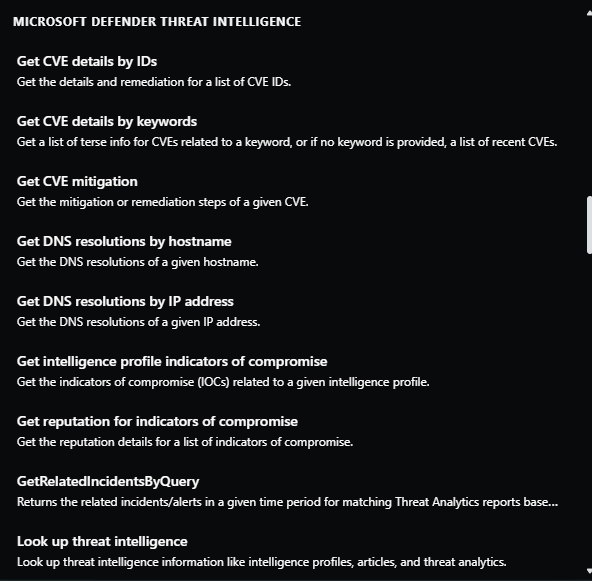 MICROSOFT DEFENDER THREAT INTELLIGENCE
Get CVE details by IDs
Get the details and remediation for a list of CVE IDs.
Get CVE details by keywords
Get a list of terse info for CVEs related to a keyword, or if no keyword is provided, a list of recent CVEs.
Get CVE mitigation
Get the mitigation or remediation steps of a given CVE.
Get DNS resolutions by hostname
Get the DNS resolutions of a given hostname.
Get DNS resolutions by IP address
Get the DNS resolutions of a given IP address.
Get intelligence profile indicators of compromise
Get the indicators of compromise (IOCs) related to a given intelligence profile.
Get reputation for indicators of compromise
Get the reputation details for a list of indicators of compromise.
GetRelatedIncidentsByQuery
Returns the related incidents/alerts in a given time period for matching Threat Analytics reports base...
Look up threat intelligence
Look up threat intelligence information like intelligence profiles, articles, and threat analytics.